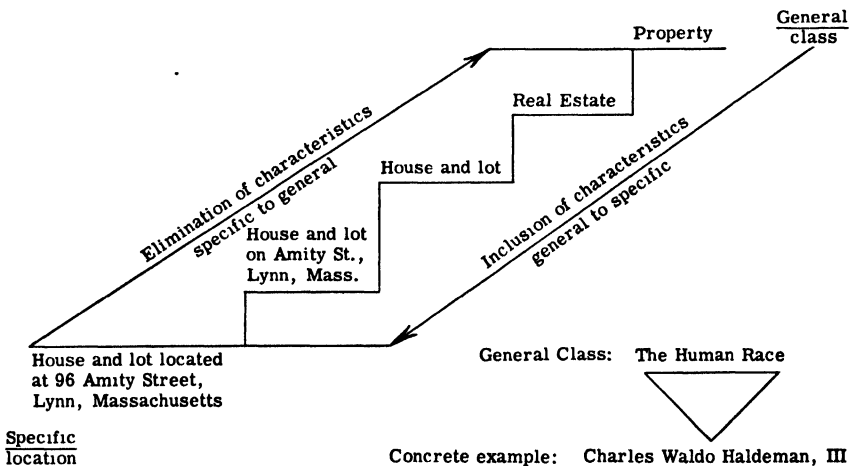 General
class
Property
Real Estate
Elimination of characteristics
specific to general
House and lot
Inclusion of characteristics
general to specific
House and lot
on Amity St.,
Lynn, Mass.
House and lot located
at 96 Amity Street,
Lynn, Massachusetts
General Class: The Human Race
Specific
location
Concrete example: Charles Waldo Haldeman, III